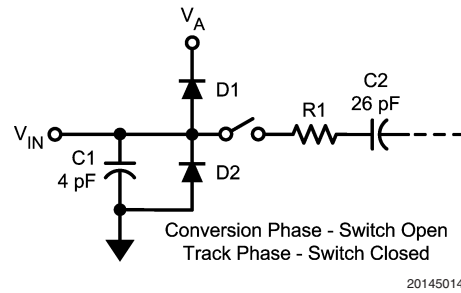 VA
D1
C2
26 pF
R1
VIN
C1
4 pF
D2
Conversion Phase - Switch Open
Track Phase - Switch Closed
20145014